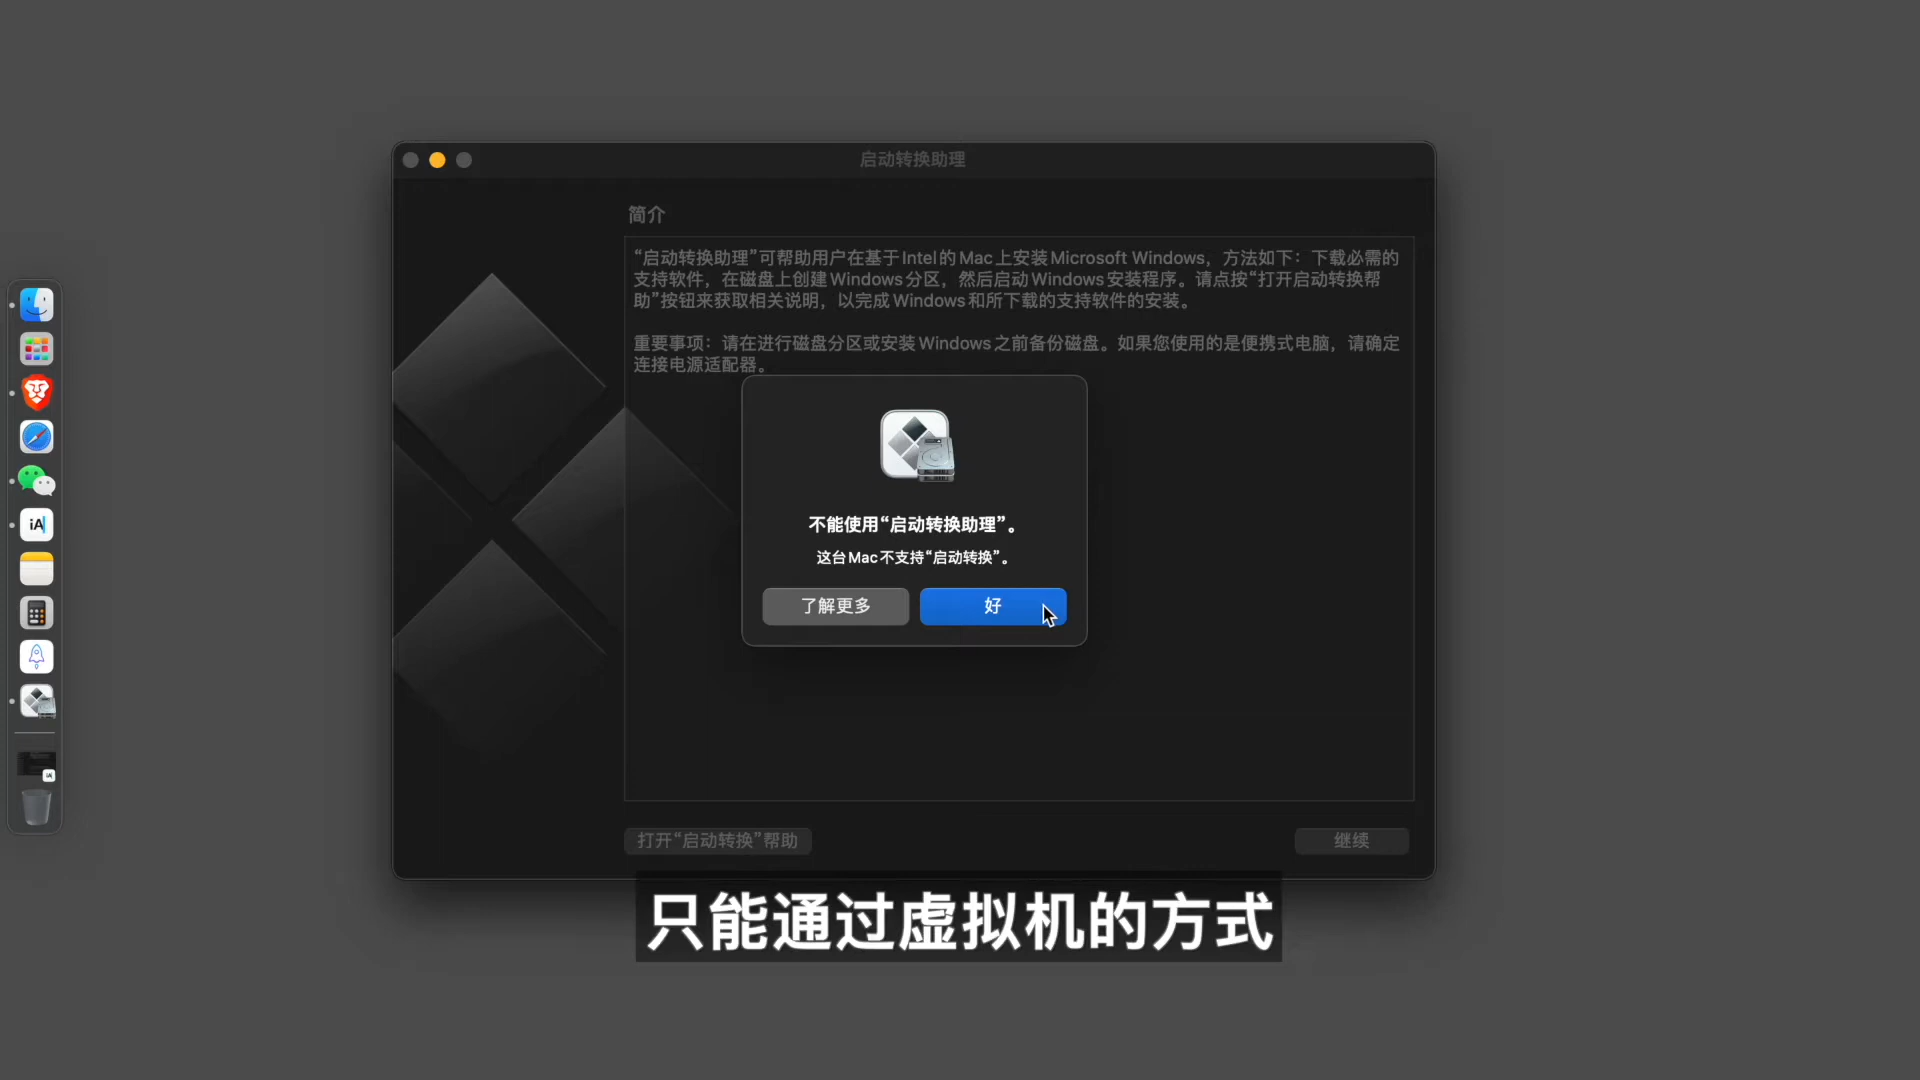 启动转换助理
简介
“启动转换助理”可帮助用户在基于Intel的Mac上安装Microsoft Windows，方法如下：下载必需的
支持软件，在磁盘上创建Windows分区，然后启动Windows安装程序。请点按“打开启动转换帮
助”按钮来获取相关说明，以完成Windows和所下载的支持软件的安装。
重要事项：请在进行磁盘分区或安装Windows之前备份磁盘。如果您使用的是便携式电脑，请确定
连接电源适配器。
iA
不能使用“启动转换助理”。
这台Mac不支持“启动转换”。
了解更多
好
打开“启动转换”帮助
继续
只能通过虚拟机的方式